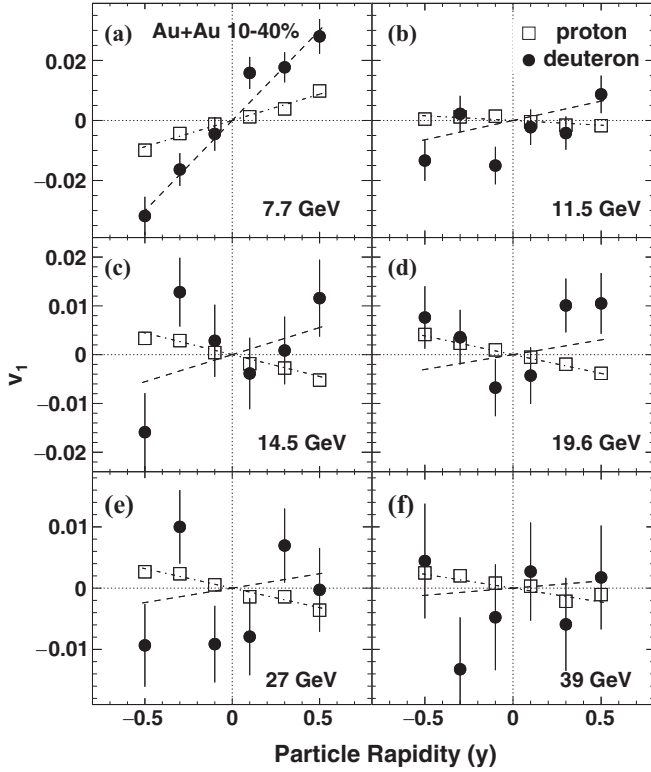 (a) Au+Au 10-40%
(b) proton
deuteron
0.02
0
−0.02
7.7 GeV
11.5 GeV
(c)
(d)
0.02
0.01
0
−0.01
−0.02
14.5 GeV
19.6 GeV
v1
(e)
(f)
0.01
0
−0.01
27 GeV
39 GeV
−0.5 0 0.5 −0.5 0 0.5
Particle Rapidity (y)